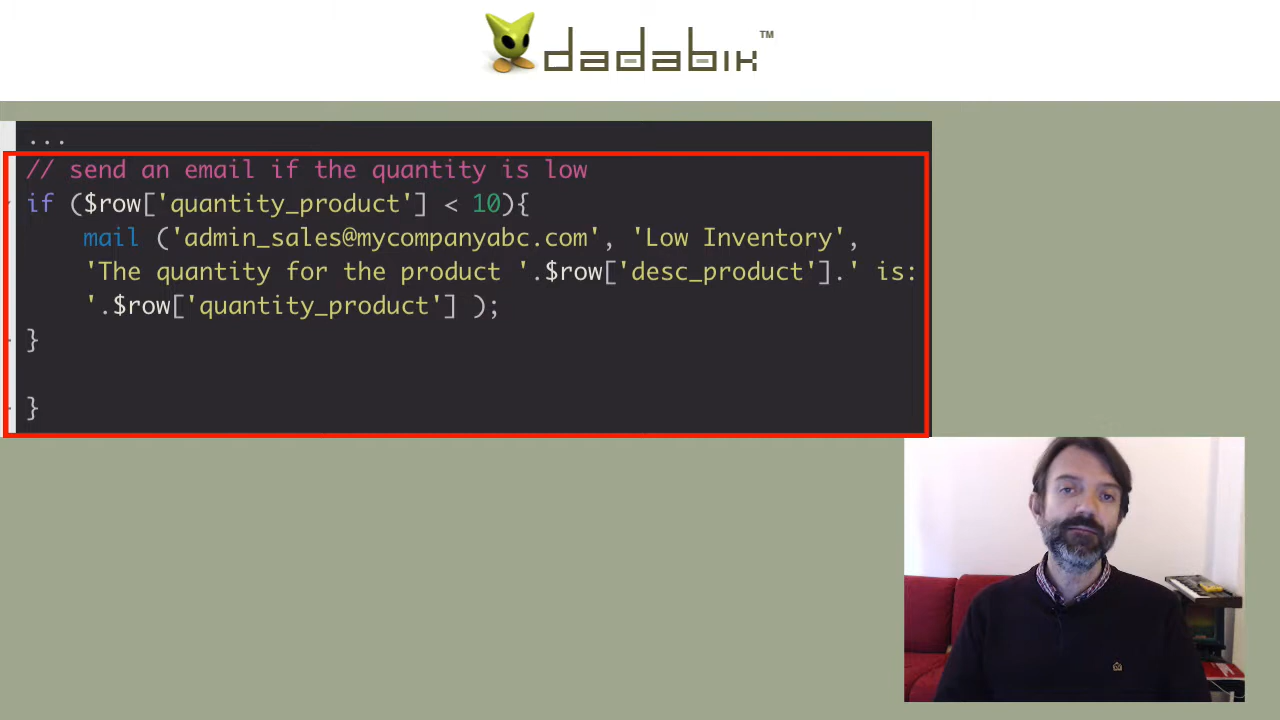 dadabik™
...
// send an email if the quantity is low
if ($row['quantity_product'] < 10){
mail ('admin_sales@mycompanyabc.com', 'Low Inventory',
'The quantity for the product '.$row['desc_product'].' is:
'.$row['quantity_product'] );
}
}